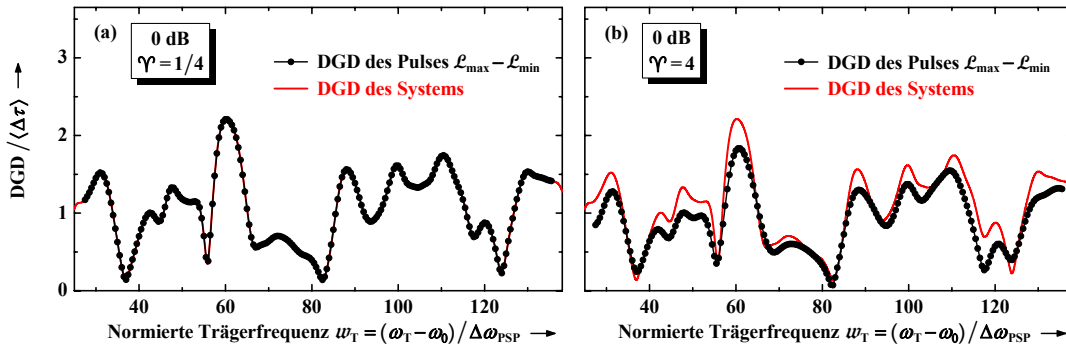 (a)
0 dB
ϒ = 1/4
DGD des Pulses ℒmax – ℒmin
DGD des Systems
DGD / ⟨Δτ⟩ →
3
2
1
0
40 60 80 100 120
Normierte Trägerfrequenz wT = (ωT – ω0) / ΔωPSP →
(b)
0 dB
ϒ = 4
DGD des Pulses ℒmax – ℒmin
DGD des Systems
40 60 80 100 120
Normierte Trägerfrequenz wT = (ωT – ω0) / ΔωPSP →